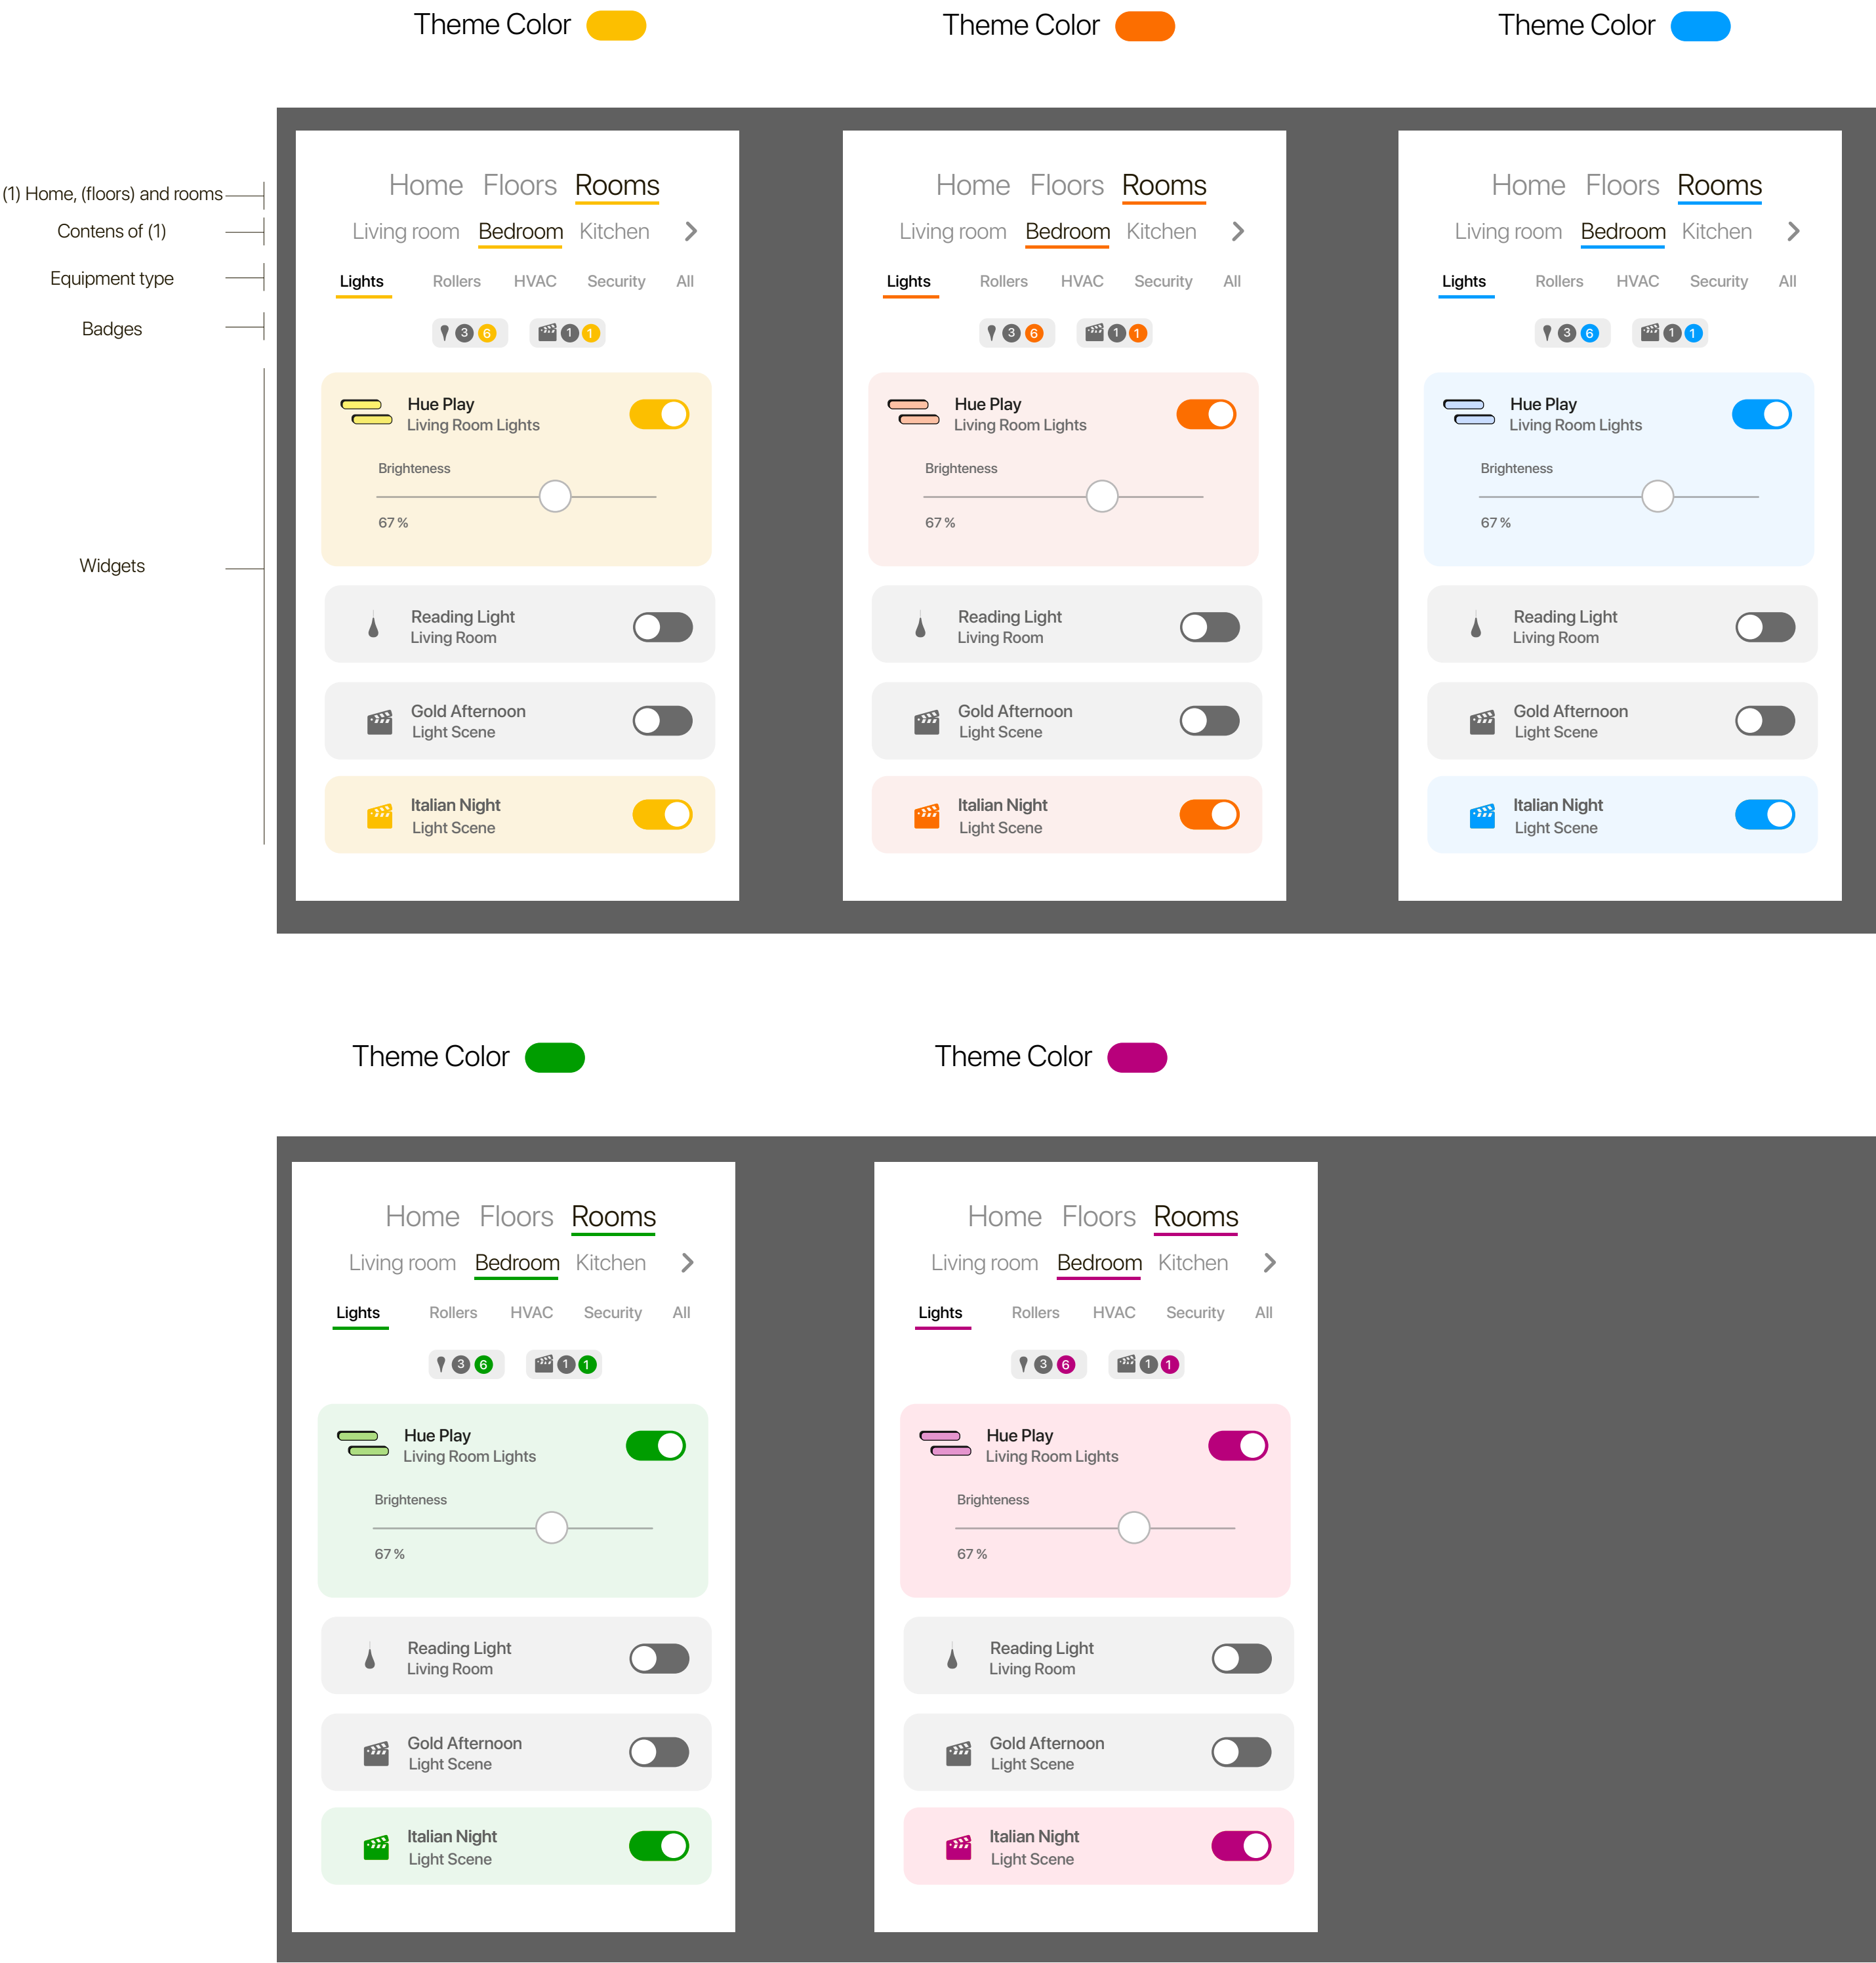 Theme Color
Theme Color
Theme Color
(1) Home, (floors) and rooms
Contens of (1)
Equipment type
Badges
Widgets
Home Floors Rooms
Living room Bedroom Kitchen
Lights Rollers HVAC Security All
3 6 1 1
Hue Play
Living Room Lights
Brighteness
67 %
Reading Light
Living Room
Gold Afternoon
Light Scene
Italian Night
Light Scene
Home Floors Rooms
Living room Bedroom Kitchen
Lights Rollers HVAC Security All
3 6 1 1
Hue Play
Living Room Lights
Brighteness
67 %
Reading Light
Living Room
Gold Afternoon
Light Scene
Italian Night
Light Scene
Home Floors Rooms
Living room Bedroom Kitchen
Lights Rollers HVAC Security All
3 6 1 1
Hue Play
Living Room Lights
Brighteness
67 %
Reading Light
Living Room
Gold Afternoon
Light Scene
Italian Night
Light Scene
Theme Color
Theme Color
Home Floors Rooms
Living room Bedroom Kitchen
Lights Rollers HVAC Security All
3 6 1 1
Hue Play
Living Room Lights
Brighteness
67 %
Reading Light
Living Room
Gold Afternoon
Light Scene
Italian Night
Light Scene
Home Floors Rooms
Living room Bedroom Kitchen
Lights Rollers HVAC Security All
3 6 1 1
Hue Play
Living Room Lights
Brighteness
67 %
Reading Light
Living Room
Gold Afternoon
Light Scene
Italian Night
Light Scene